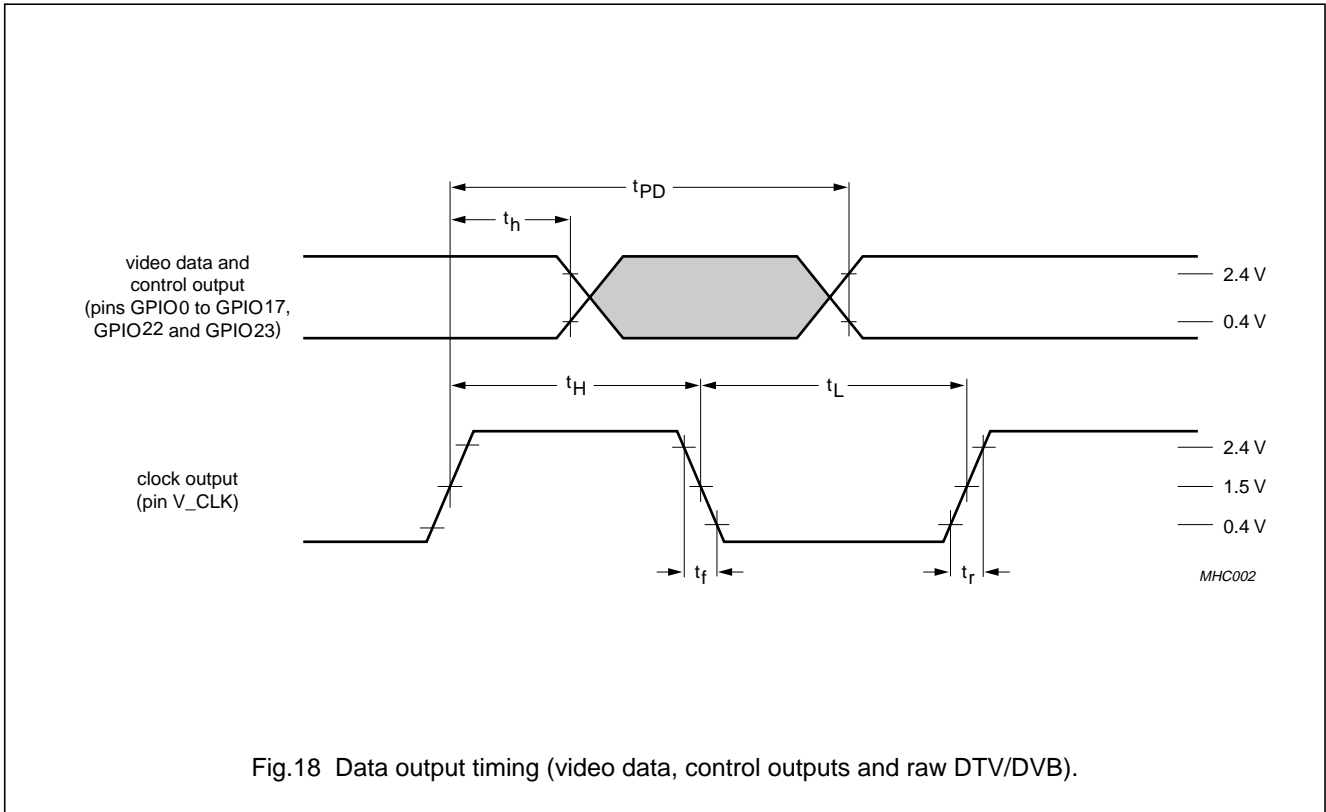 tPD
th
video data and
control output
(pins GPIO0 to GPIO17,
GPIO22 and GPIO23)
2.4 V
0.4 V
tH
tL
clock output
(pin V_CLK)
2.4 V
1.5 V
0.4 V
tf
tr
MHC002
Fig.18 Data output timing (video data, control outputs and raw DTV/DVB).